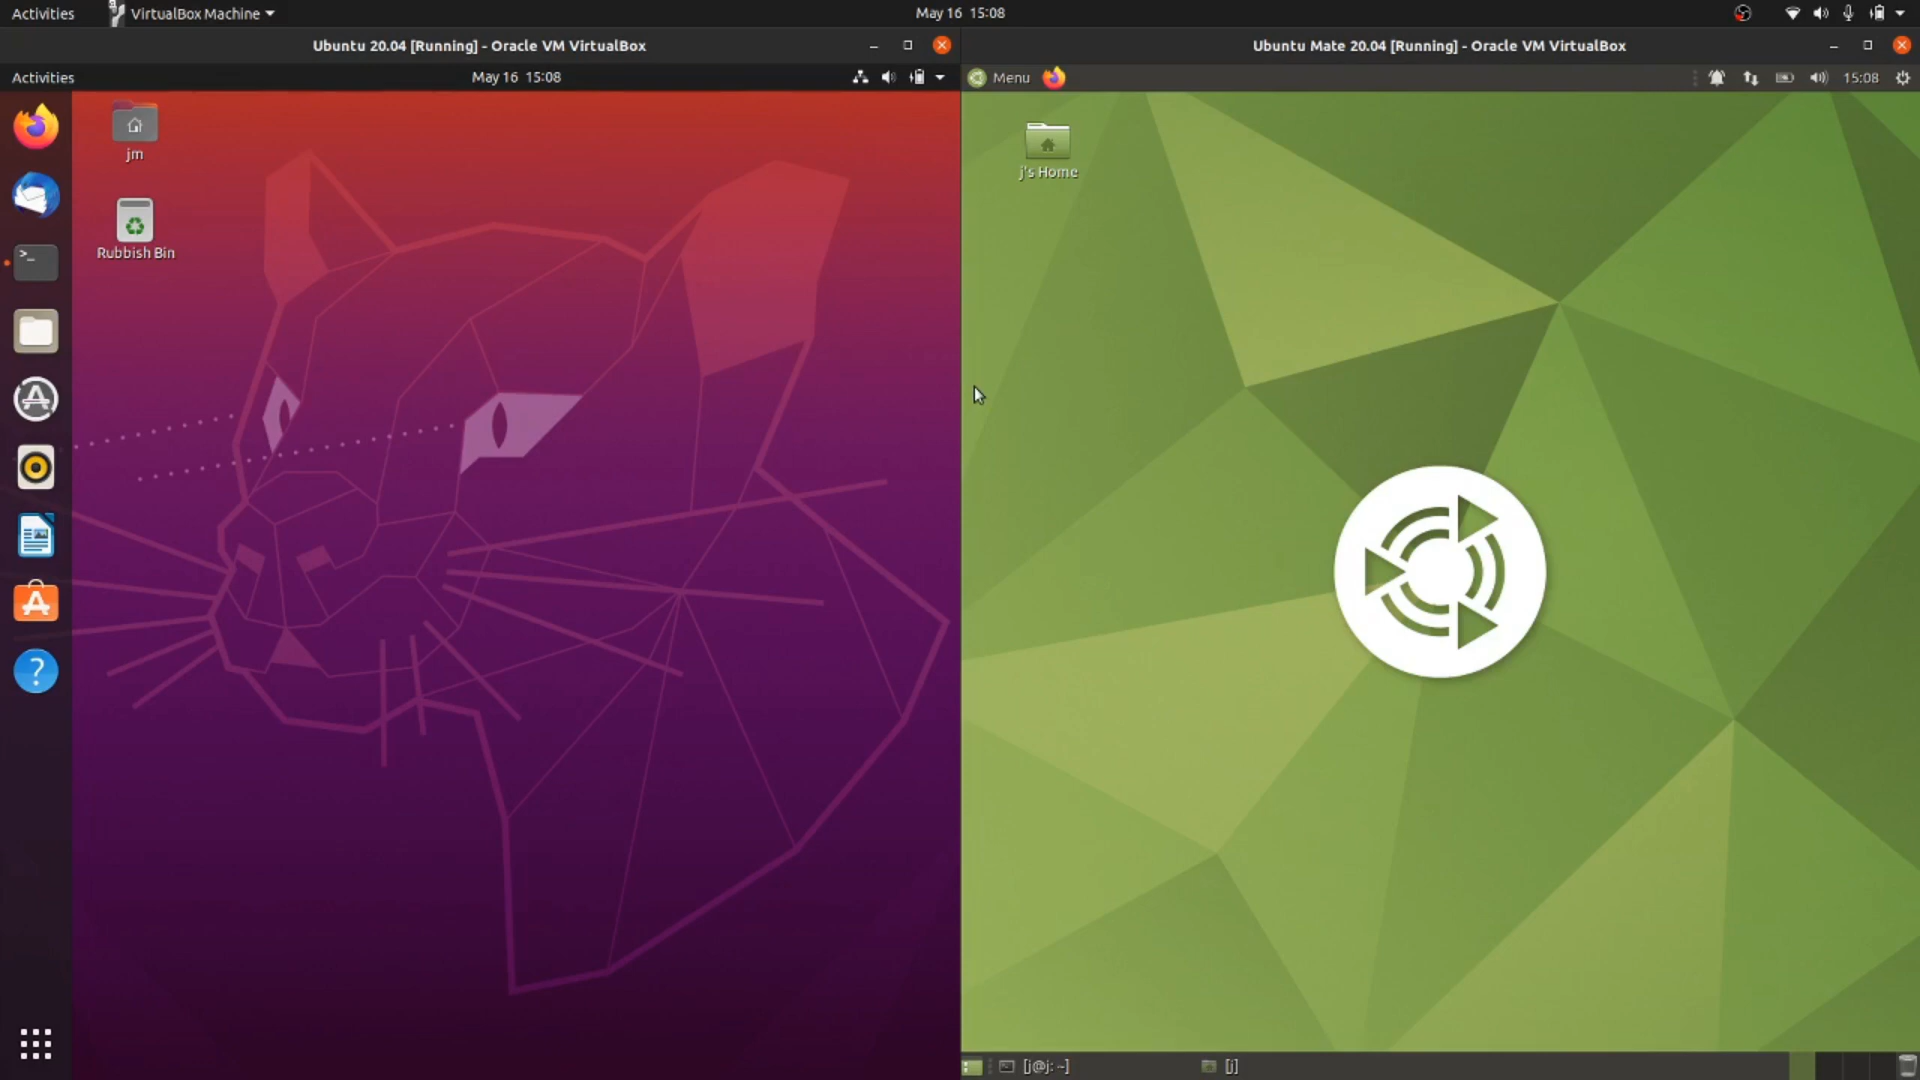 Activities VirtualBox Machine May 16 15:08
Ubuntu 20.04 [Running] - Oracle VM VirtualBox
Activities May 16 15:08
jm
Rubbish Bin
Ubuntu Mate 20.04 [Running] - Oracle VM VirtualBox
Menu 15:08
j's Home
[j@j: ~] [j]